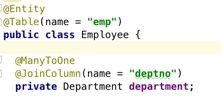 @Entity
@Table(name = "emp")
public class Employee {
@ManyToOne
@JoinColumn(name = "deptno")
private Department department;